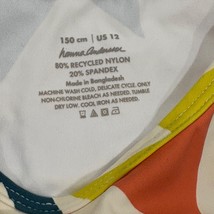 150 cm | US 12
hanna Andersson
80% RECYCLED NYLON
20% SPANDEX
Made in Bangladesh
MACHINE WASH COLD, DELICATE CYCLE, ONLY
NON-CHLORINE BLEACH AS NEEDED, TUMBLE
DRY LOW, COOL IRON AS NEEDED